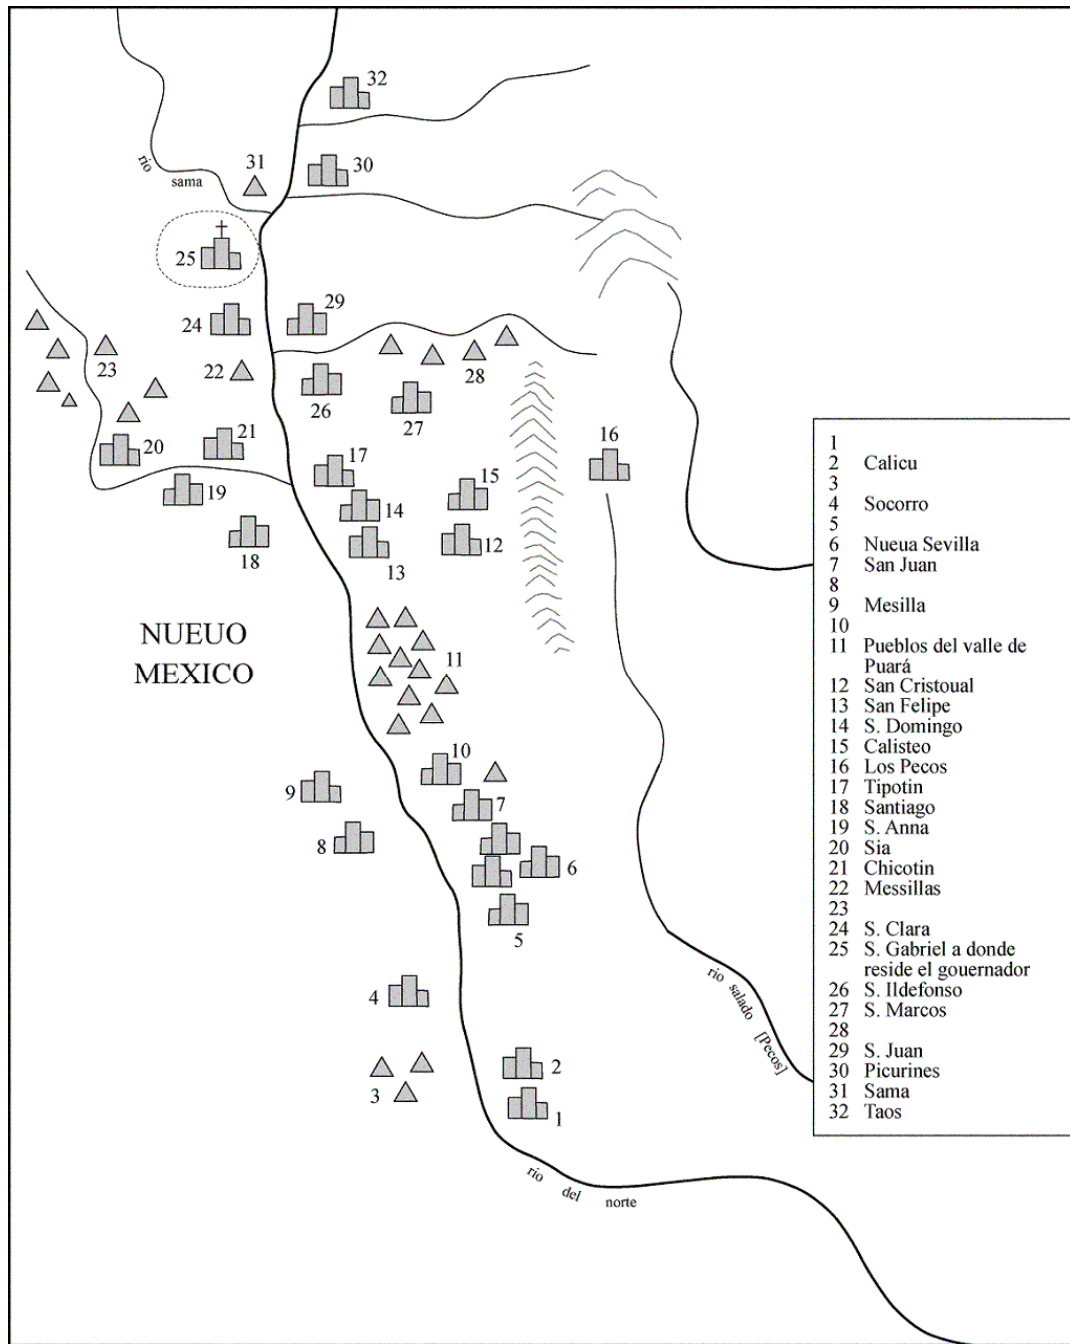 32
rio
sama
31
30
25
29
24
23
22
28
26
27
21
20
17
16
15
19
14
12
18
13
NUEUO
MEXICO
11
10
9
7
8
6
5
4
2
3
1
rio salado [Pecos]
rio del norte
1
2 Calicu
3
4 Socorro
5
6 Nueua Sevilla
7 San Juan
8
9 Mesilla
10
11 Pueblos del valle de
Puará
12 San Cristoual
13 San Felipe
14 S. Domingo
15 Calisteo
16 Los Pecos
17 Tipotin
18 Santiago
19 S. Anna
20 Sia
21 Chicotin
22 Messillas
23
24 S. Clara
25 S. Gabriel a donde
reside el gouernador
26 S. Ildefonso
27 S. Marcos
28
29 S. Juan
30 Picurines
31 Sama
32 Taos